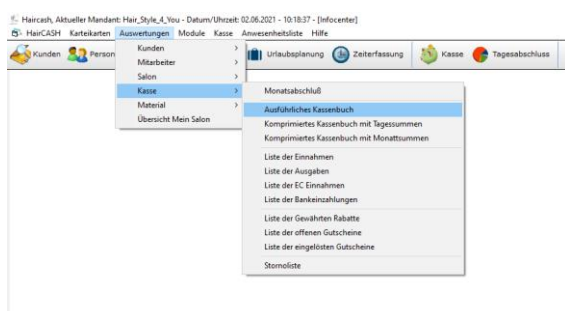 Haircash, Aktueller Mandant: Hair_Style_4_You - Datum/Uhrzeit: 02.06.2021 - 10:18:37 - [Infocenter]
HairCASH Karteikarten Auswertungen Module Kasse Anwesenheitsliste Hilfe
Kunden Person Urlaubsplanung Zeiterfassung Kasse Tagesabschluss
Kunden
Mitarbeiter
Salon
Kasse
Material
Übersicht Mein Salon
Monatsabschluß
Ausführliches Kassenbuch
Komprimiertes Kassenbuch mit Tagessummen
Komprimiertes Kassenbuch mit Monattsummen
Liste der Einnahmen
Liste der Ausgaben
Liste der EC Einnahmen
Liste der Bankeinzahlungen
Liste der Gewährten Rabatte
Liste der offenen Gutscheine
Liste der eingelösten Gutscheine
Stornoliste